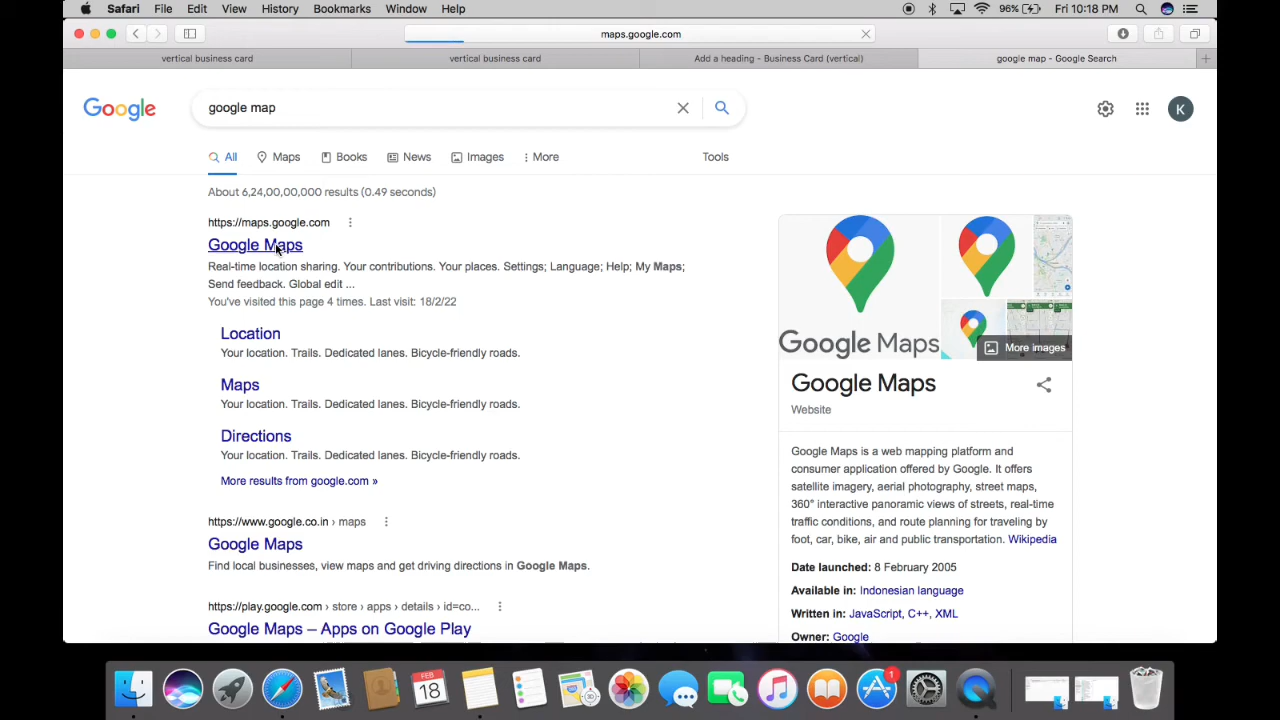 Safari File Edit View History Bookmarks Window Help 96% Fri 10:18 PM
maps.google.com
vertical business card vertical business card Add a heading - Business Card (vertical) google map - Google Search
Google google map K
All Maps Books News Images More Tools
About 6,24,00,00,000 results (0.49 seconds)
https://maps.google.com
Google Maps
Real-time location sharing. Your contributions. Your places. Settings; Language; Help; My Maps;
Send feedback. Global edit ...
You've visited this page 4 times. Last visit: 18/2/22
Location
Your location. Trails. Dedicated lanes. Bicycle-friendly roads.
Maps
Your location. Trails. Dedicated lanes. Bicycle-friendly roads.
Directions
Your location. Trails. Dedicated lanes. Bicycle-friendly roads.
More results from google.com »
https://www.google.co.in › maps
Google Maps
Find local businesses, view maps and get driving directions in Google Maps.
https://play.google.com › store › apps › details › id=co...
Google Maps – Apps on Google Play
Google Maps
More images
Google Maps
Website
Google Maps is a web mapping platform and
consumer application offered by Google. It offers
satellite imagery, aerial photography, street maps,
360° interactive panoramic views of streets, real-time
traffic conditions, and route planning for traveling by
foot, car, bike, air and public transportation. Wikipedia
Date launched: 8 February 2005
Available in: Indonesian language
Written in: JavaScript, C++, XML
Owner: Google
FEB
18
1